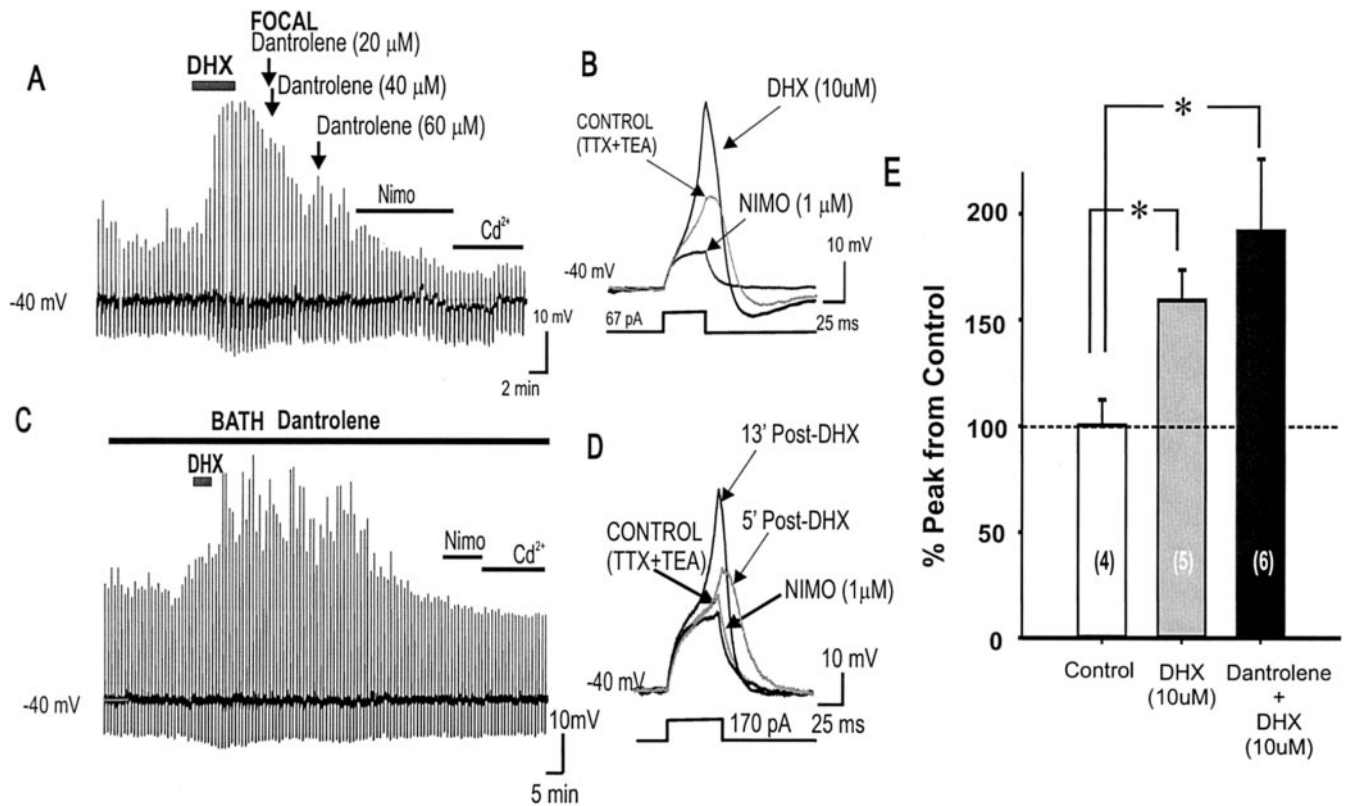 A
FOCAL
Dantrolene (20 µM)
DHX
Dantrolene (40 µM)
Dantrolene (60 µM)
Nimo
Cd²⁺
-40 mV
10 mV
2 min
B
DHX (10uM)
CONTROL
(TTX+TEA)
NIMO (1 µM)
-40 mV
10 mV
67 pA
25 ms
C
BATH Dantrolene
DHX
Nimo
Cd²⁺
-40 mV
10mV
5 min
D
13' Post-DHX
5' Post-DHX
CONTROL
(TTX+TEA)
NIMO (1µM)
-40 mV
10 mV
170 pA
25 ms
E
*
*
% Peak from Control
200
150
100
50
0
(4)
(5)
(6)
Control
DHX
(10uM)
Dantrolene
+
DHX
(10uM)